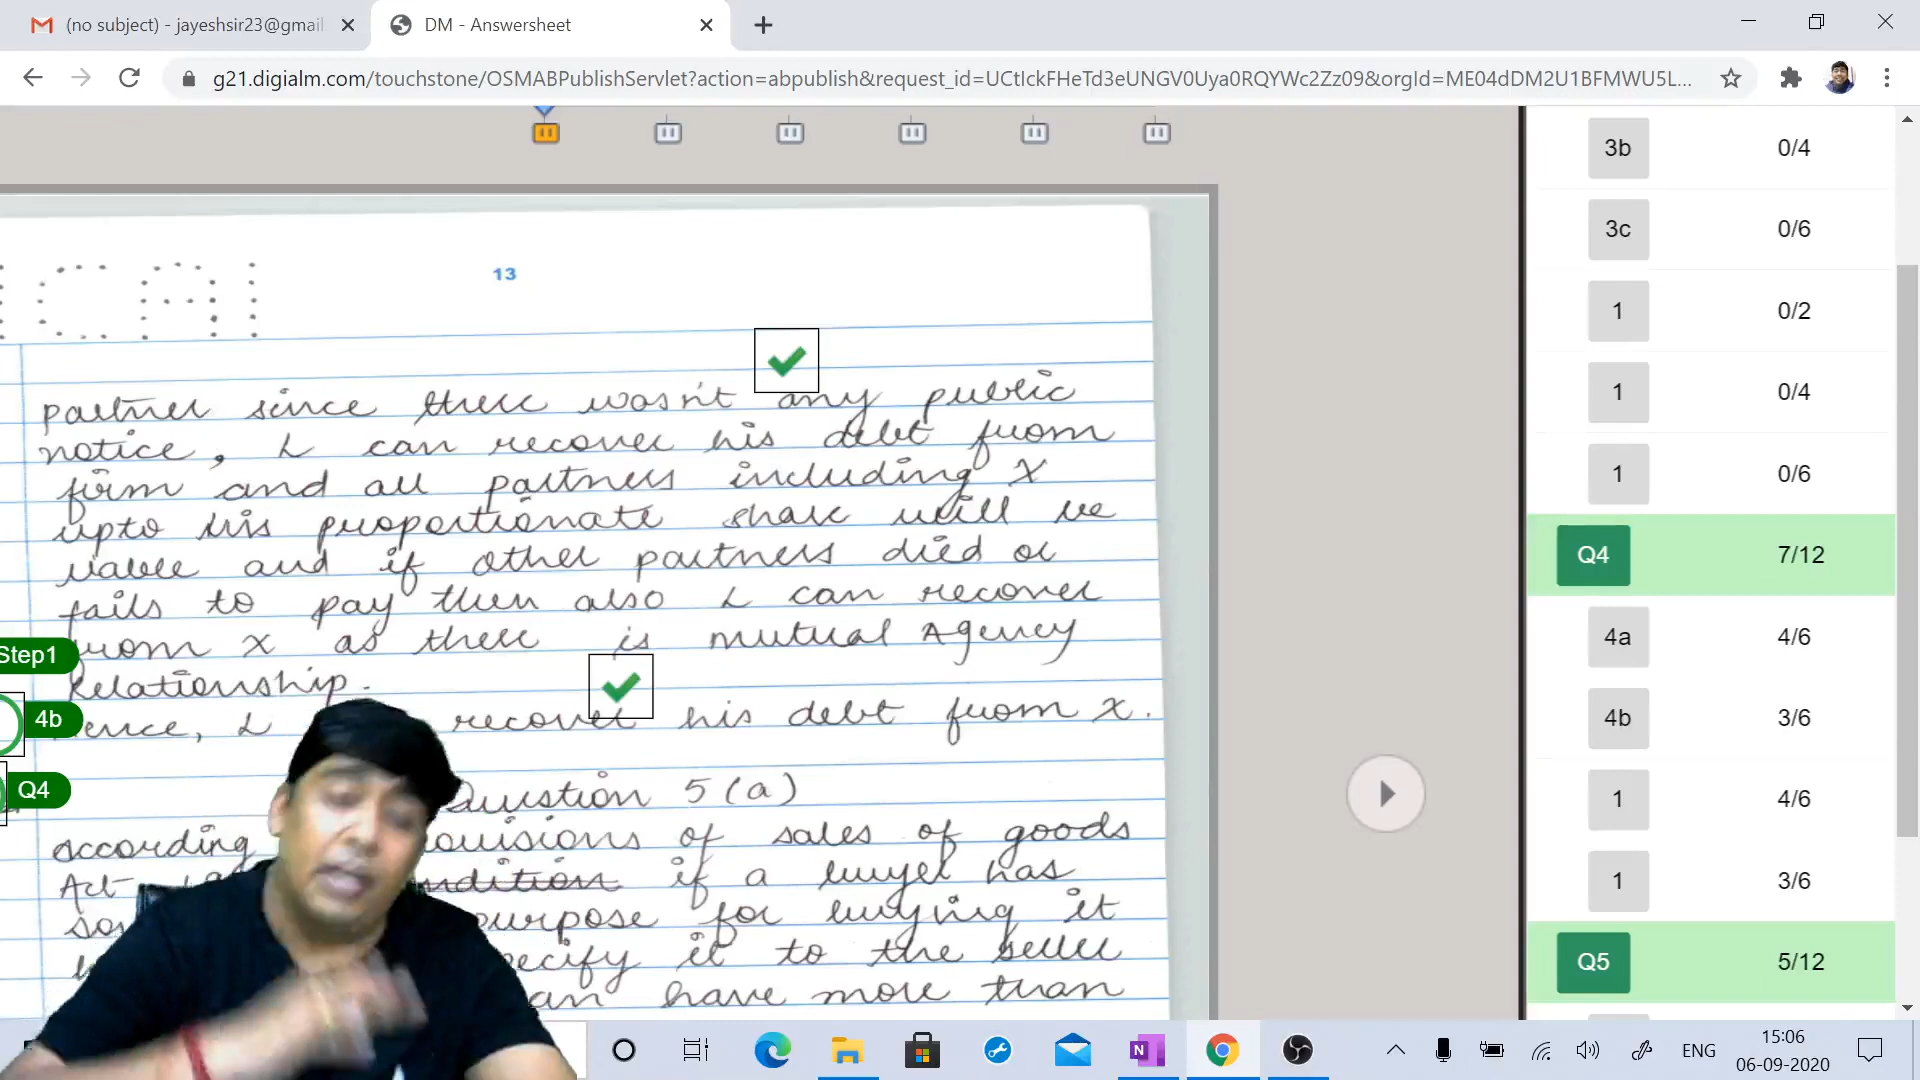 (no subject) - jayeshsir23@gmail
DM - Answersheet
g21.digialm.com/touchstone/OSMABPublishServlet?action=abpublish&request_id=UCtIckFHeTd3eUNGV0Uya0RQYWc2Zz09&orgId=ME04dDM2U1BFMWU5L...
ICAI
13
partner since there wasn't any public
notice, L can recover his debt from
firm and all partners including X
upto his proportionate share will be
liable and if other partners died or
fails to pay then also L can recover
from X as there is mutual Agency
Relationship.
Hence, L recover his debt from X.
Question 5(a)
according provisions of sales of goods
Act condition if a buyer has
purpose for buying it
specify it to the seller
can have more than
Step1
4b
Q4
3b 0/4
3c 0/6
1 0/2
1 0/4
1 0/6
Q4 7/12
4a 4/6
4b 3/6
1 4/6
1 3/6
Q5 5/12
ENG
15:06
06-09-2020